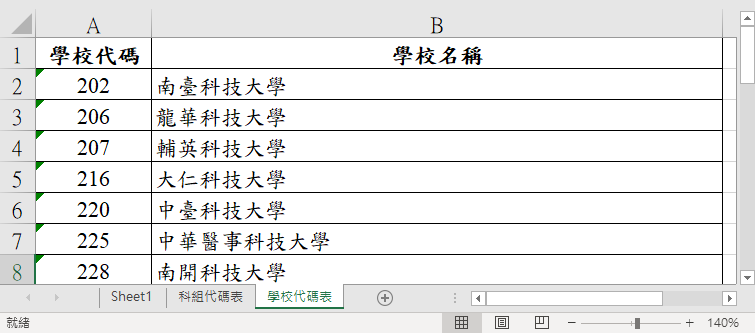 A B
1 學校代碼 學校名稱
2 202 南臺科技大學
3 206 龍華科技大學
4 207 輔英科技大學
5 216 大仁科技大學
6 220 中臺科技大學
7 225 中華醫事科技大學
8 228 南開科技大學
Sheet1 科組代碼表 學校代碼表
就緒 140%